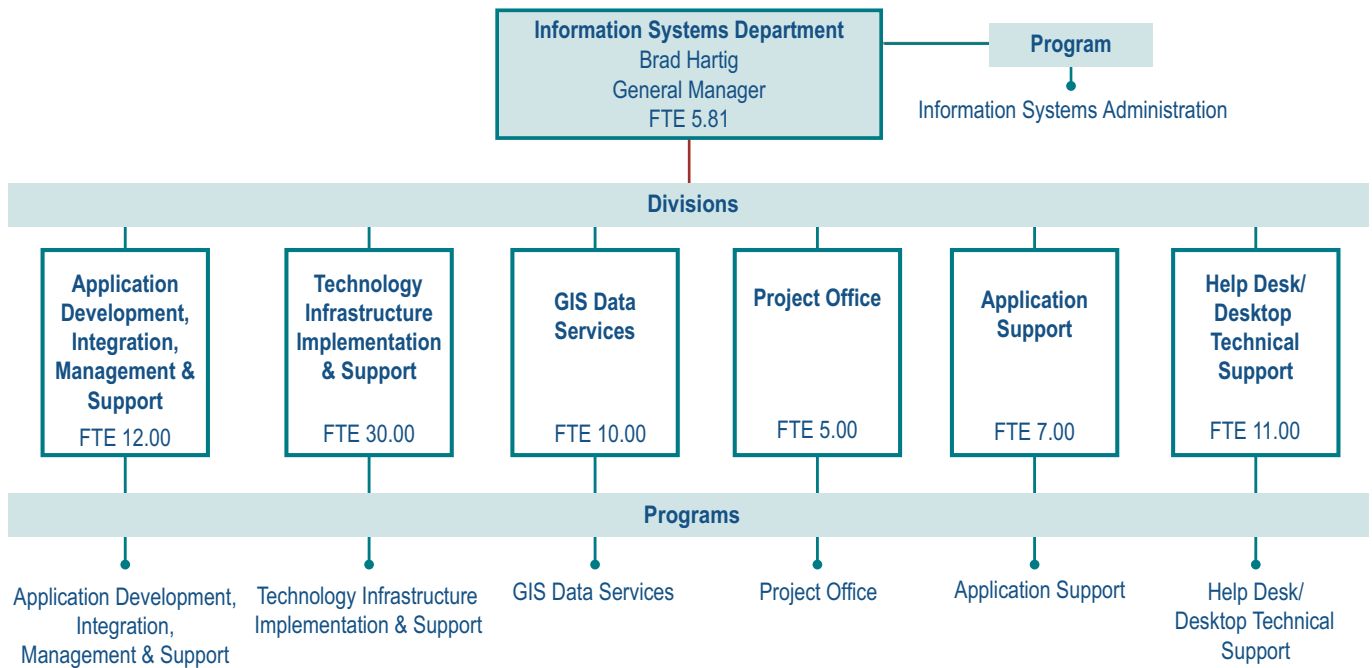 Information Systems Department
Brad Hartig
General Manager
FTE 5.81
Program
Information Systems Administration
Divisions
Application
Development,
Integration,
Management &
Support
FTE 12.00
Technology
Infrastructure
Implementation
& Support
FTE 30.00
GIS Data
Services
FTE 10.00
Project Office
FTE 5.00
Application
Support
FTE 7.00
Help Desk/
Desktop
Technical
Support
FTE 11.00
Programs
Application Development,
Integration,
Management & Support
Technology Infrastructure
Implementation & Support
GIS Data Services
Project Office
Application Support
Help Desk/
Desktop Technical
Support